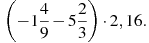 (−1 4/9 − 5 2/3) · 2,16.